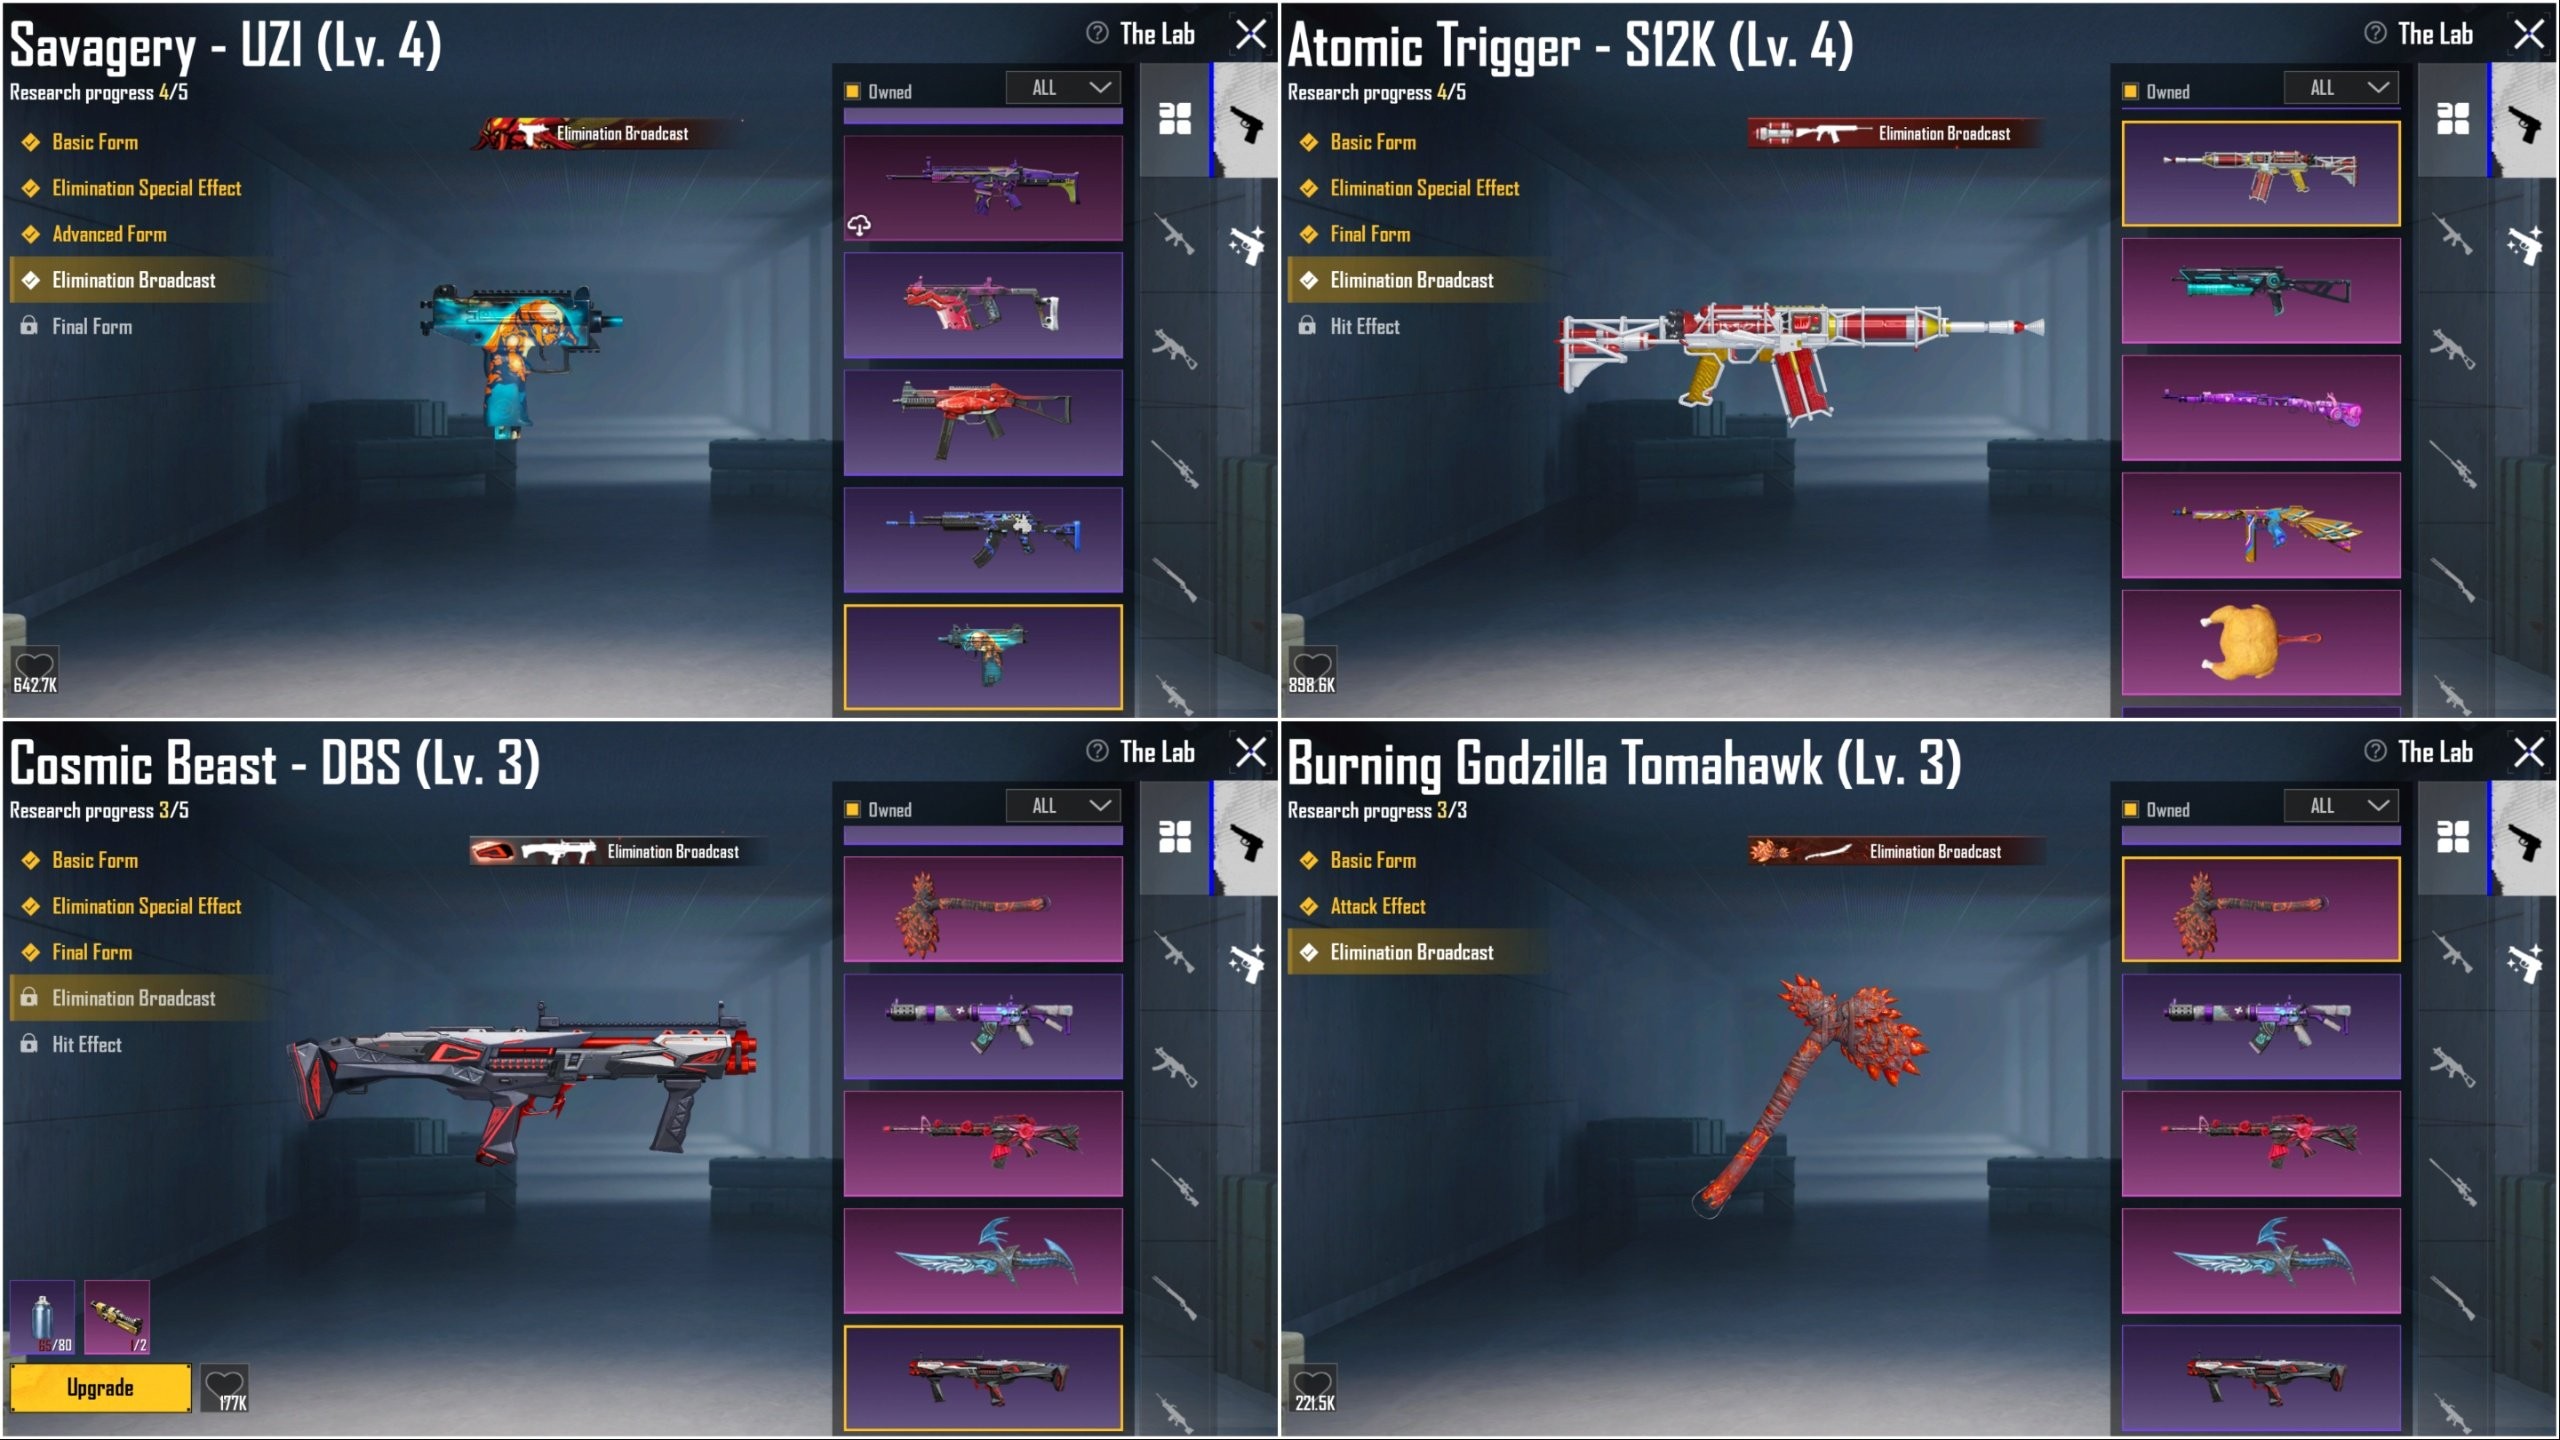 Savagery - UZI (Lv. 4)
Research progress 4/5
Basic Form
Elimination Special Effect
Advanced Form
Elimination Broadcast
Final Form
Elimination Broadcast
The Lab
Owned
ALL
642.7K
Atomic Trigger - S12K (Lv. 4)
Research progress 4/5
Basic Form
Elimination Special Effect
Final Form
Elimination Broadcast
Hit Effect
Elimination Broadcast
The Lab
Owned
ALL
898.6K
Cosmic Beast - DBS (Lv. 3)
Research progress 3/5
Basic Form
Elimination Special Effect
Final Form
Elimination Broadcast
Hit Effect
Elimination Broadcast
The Lab
Owned
ALL
65/80
1/2
Upgrade
177K
Burning Godzilla Tomahawk (Lv. 3)
Research progress 3/3
Basic Form
Attack Effect
Elimination Broadcast
Elimination Broadcast
The Lab
Owned
ALL
221.5K